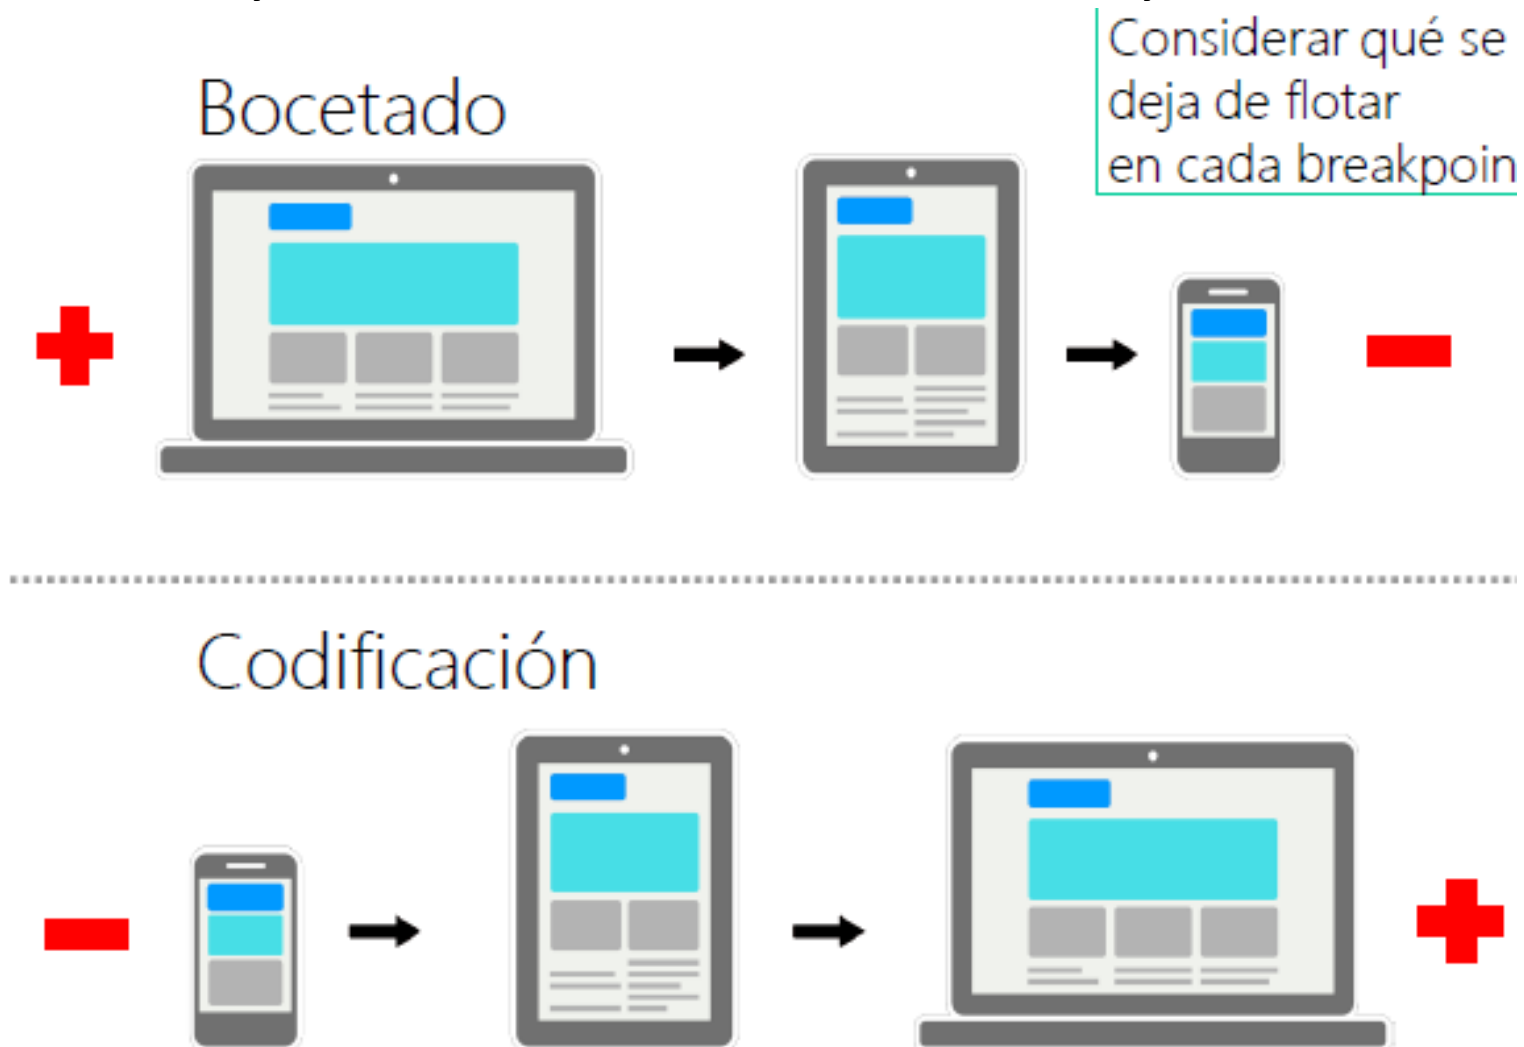 Considerar qué se
deja de flotar
en cada breakpoin
Bocetado
Codificación